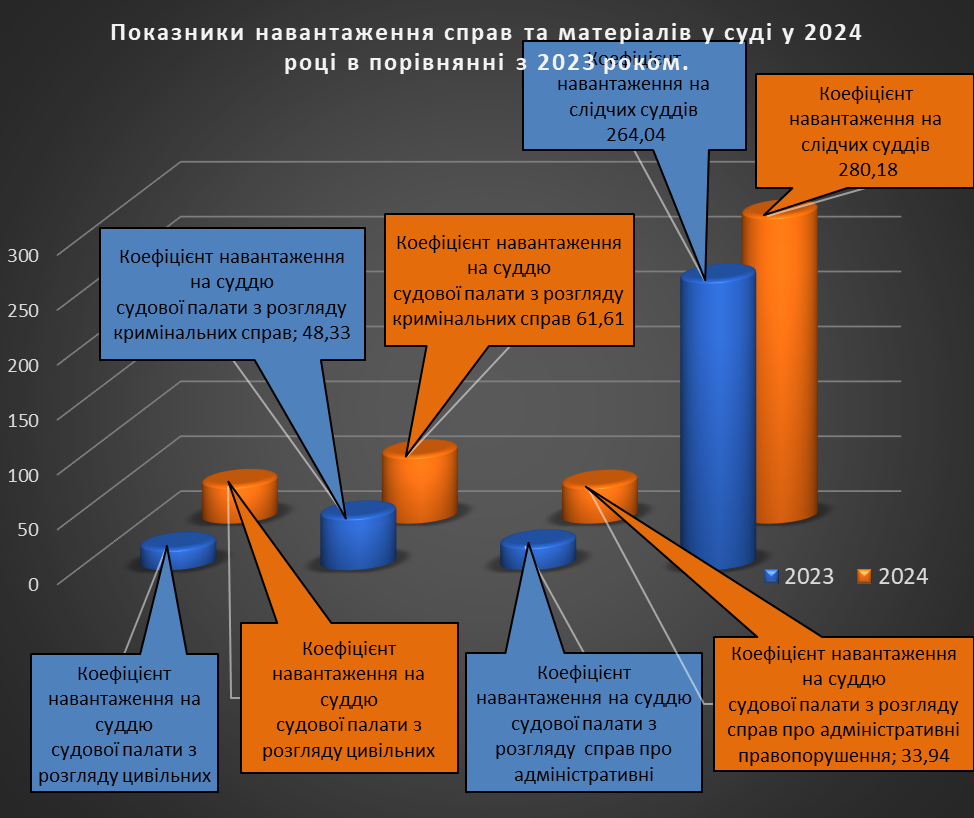 Показники навантаження справ та матеріалів у суді у 2024
році в порівнянні з 2023 роком.
Коефіцієнт
навантаження на
слідчих суддів
264,04
Коефіцієнт
навантаження на
слідчих суддів
280,18
Коефіцієнт навантаження
на суддю
судової палати з розгляду
кримінальних справ; 48,33
Коефіцієнт навантаження
на суддю
судової палати з розгляду
кримінальних справ 61,61
300
250
200
150
100
50
0
2023
2024
Коефіцієнт
навантаження на
суддю
судової палати з
розгляду цивільних
Коефіцієнт
навантаження на
суддю
судової палати з
розгляду цивільних
Коефіцієнт
навантаження на суддю
судової палати з
розгляду справ про
адміністративні
Коефіцієнт навантаження
на суддю
судової палати з розгляду
справ про адміністративні
правопорушення; 33,94